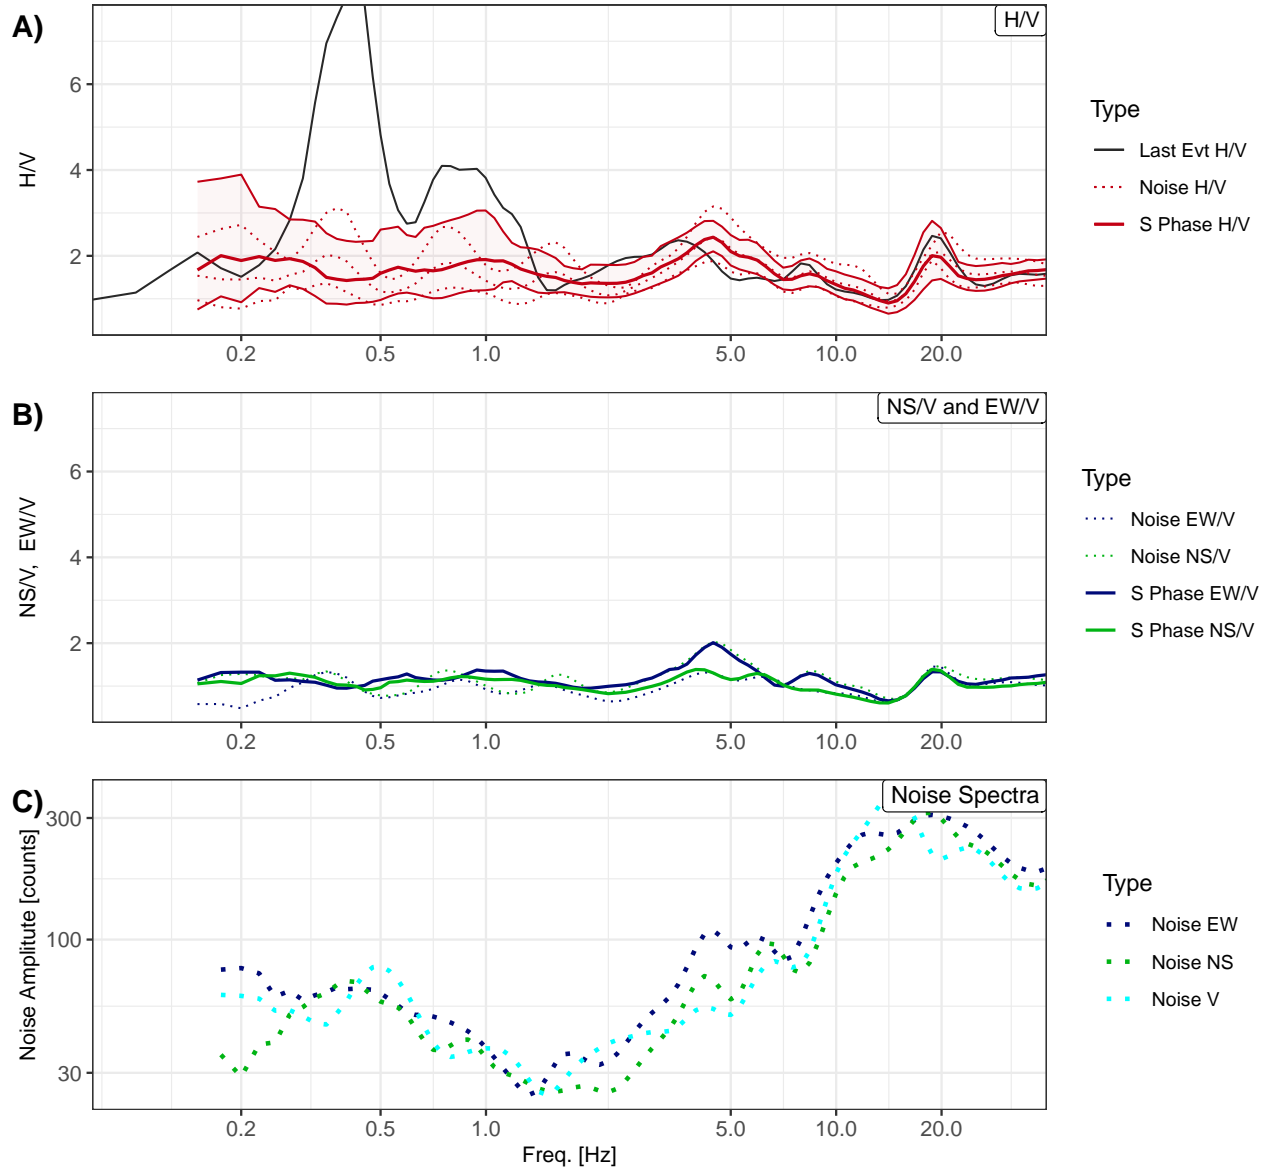 A)
H/V
H/V
6
4
2
0.2 0.5 1.0 5.0 10.0 20.0
Type
Last Evt H/V
Noise H/V
S Phase H/V
B)
NS/V and EW/V
NS/V, EW/V
6
4
2
0.2 0.5 1.0 5.0 10.0 20.0
Type
Noise EW/V
Noise NS/V
S Phase EW/V
S Phase NS/V
C)
Noise Spectra
Noise Amplitute [counts]
300
100
30
0.2 0.5 1.0 5.0 10.0 20.0
Freq. [Hz]
Type
Noise EW
Noise NS
Noise V